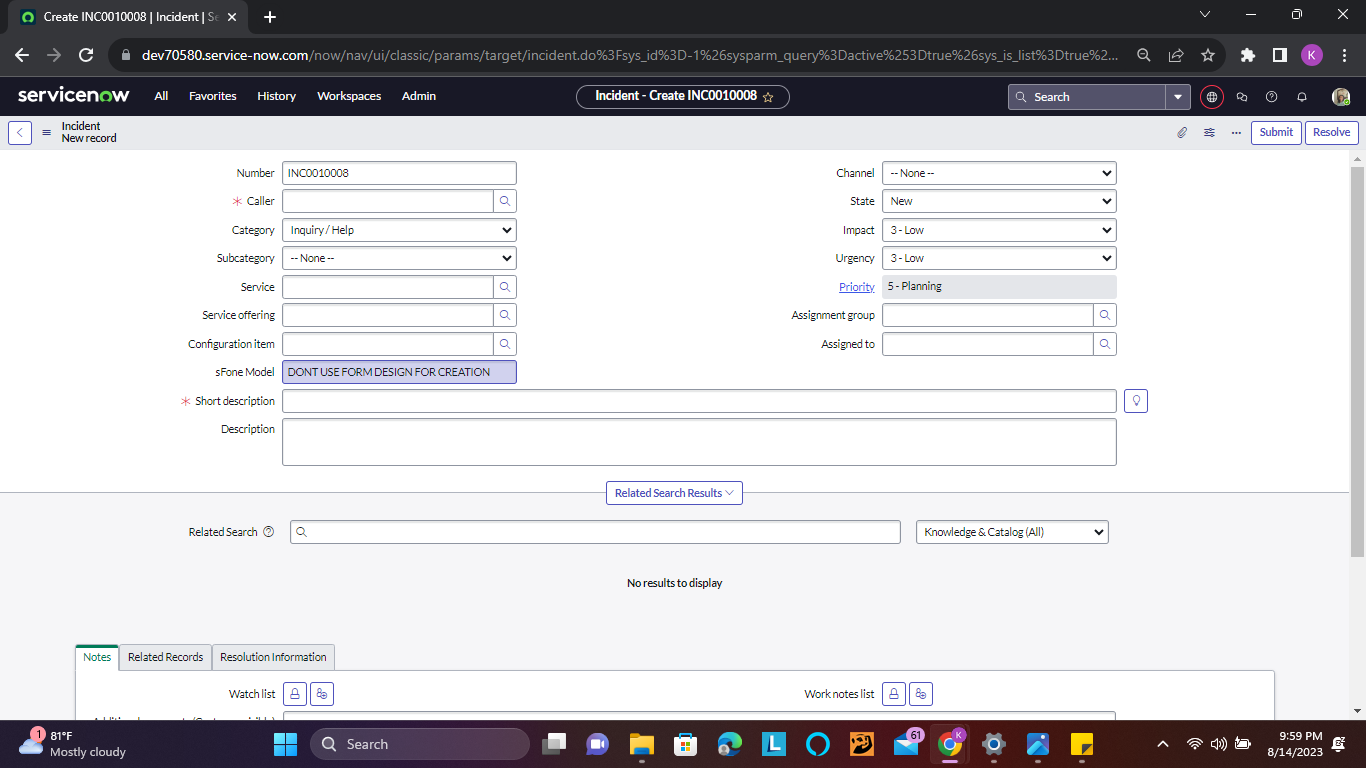 Create INC0010008 | Incident | Se
dev70580.service-now.com/now/nav/ui/classic/params/target/incident.do%3Fsys_id%3D-1%26sysparm_query%3Dactive%253Dtrue%26sys_is_list%3Dtrue%2...
K
servicenow
All
Favorites
History
Workspaces
Admin
Incident - Create INC0010008
Search
Incident
New record
Submit
Resolve
Number
INC0010008
Channel
-- None --
* Caller
State
New
Category
Inquiry / Help
Impact
3 - Low
Subcategory
-- None --
Urgency
3 - Low
Service
Priority
5 - Planning
Service offering
Assignment group
Configuration item
Assigned to
sFone Model
DONT USE FORM DESIGN FOR CREATION
* Short description
Description
Related Search Results
Related Search
Knowledge & Catalog (All)
No results to display
Notes
Related Records
Resolution Information
Watch list
Work notes list
1
81°F
Mostly cloudy
Search
L
61
K
9:59 PM
8/14/2023